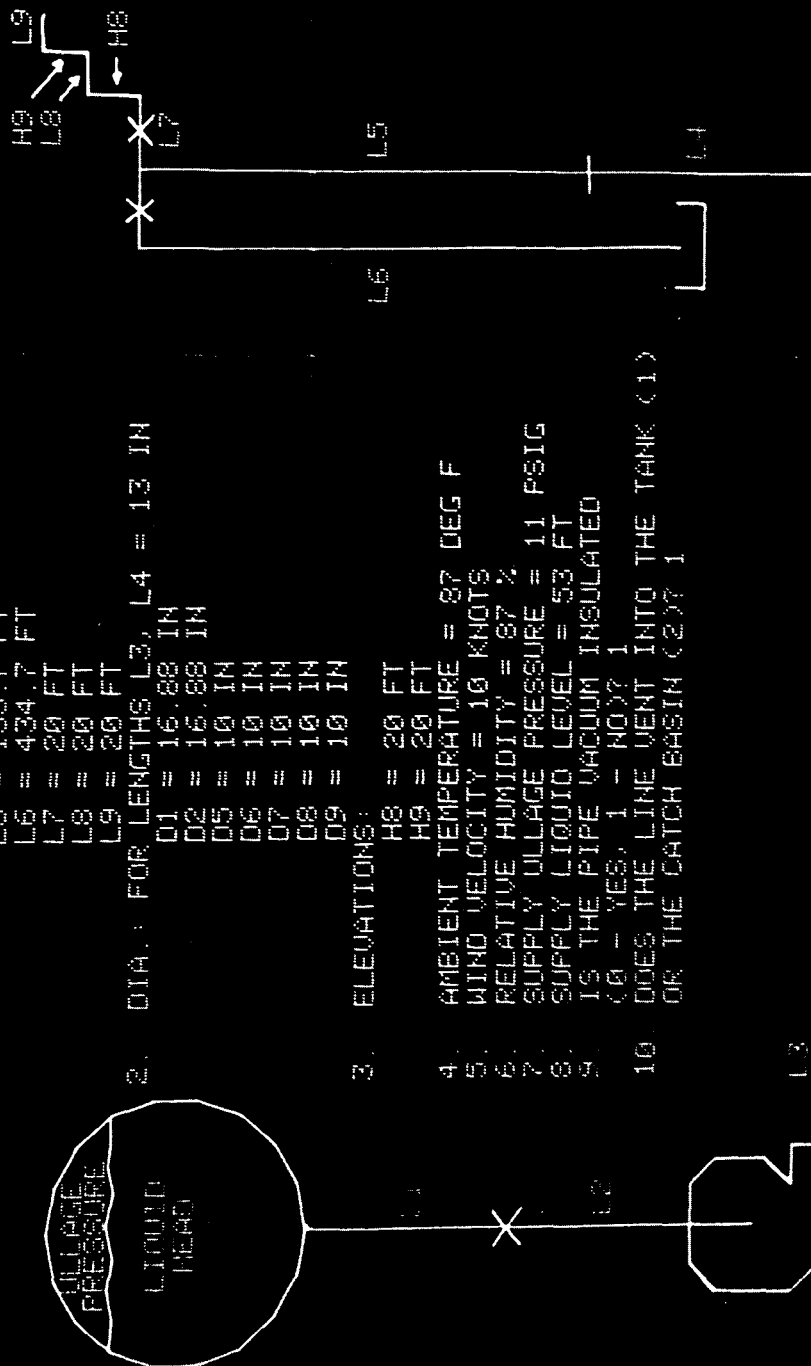 L6 = 434.7 FT
L7 = 20 FT
L8 = 20 FT
L9 = 20 FT
2. DIA.: FOR LENGTHS L3, L4 = 13 IN
D1 = 16.88 IN
D2 = 16.88 IN
D5 = 10 IN
D6 = 10 IN
D7 = 10 IN
D8 = 10 IN
D9 = 10 IN
3. ELEVATIONS:
H8 = 20 FT
H9 = 20 FT
4. AMBIENT TEMPERATURE = 87 DEG F
5. WIND VELOCITY = 10 KNOTS
6. RELATIVE HUMIDITY = 87 %
7. SUPPLY ULLAGE PRESSURE = 11 PSIG
8. SUPPLY LIQUID LEVEL = 53 FT
9. IS THE PIPE VACUUM INSULATED
(0 - YES, 1 - NO)? 1
10. DOES THE LINE VENT INTO THE TANK (1)
OR THE CATCH BASIN (2)? 1
ULLAGE
PRESSURE
LIQUID
HEAD
L1
L2
L3
L4
L5
L6
L7
H8
L8
H9
L9